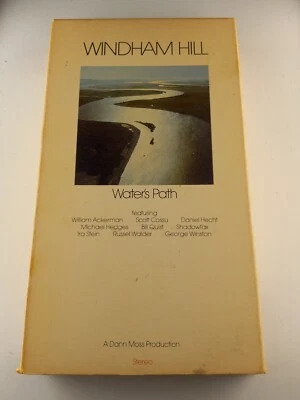 WINDHAM HILL
Water's Path
featuring
William Ackerman Scott Cossu Daniel Hecht
Michael Hedges Bill Quist Shadowfax
Ira Stein Russel Walder George Winston
A Dann Moss Production
Stereo